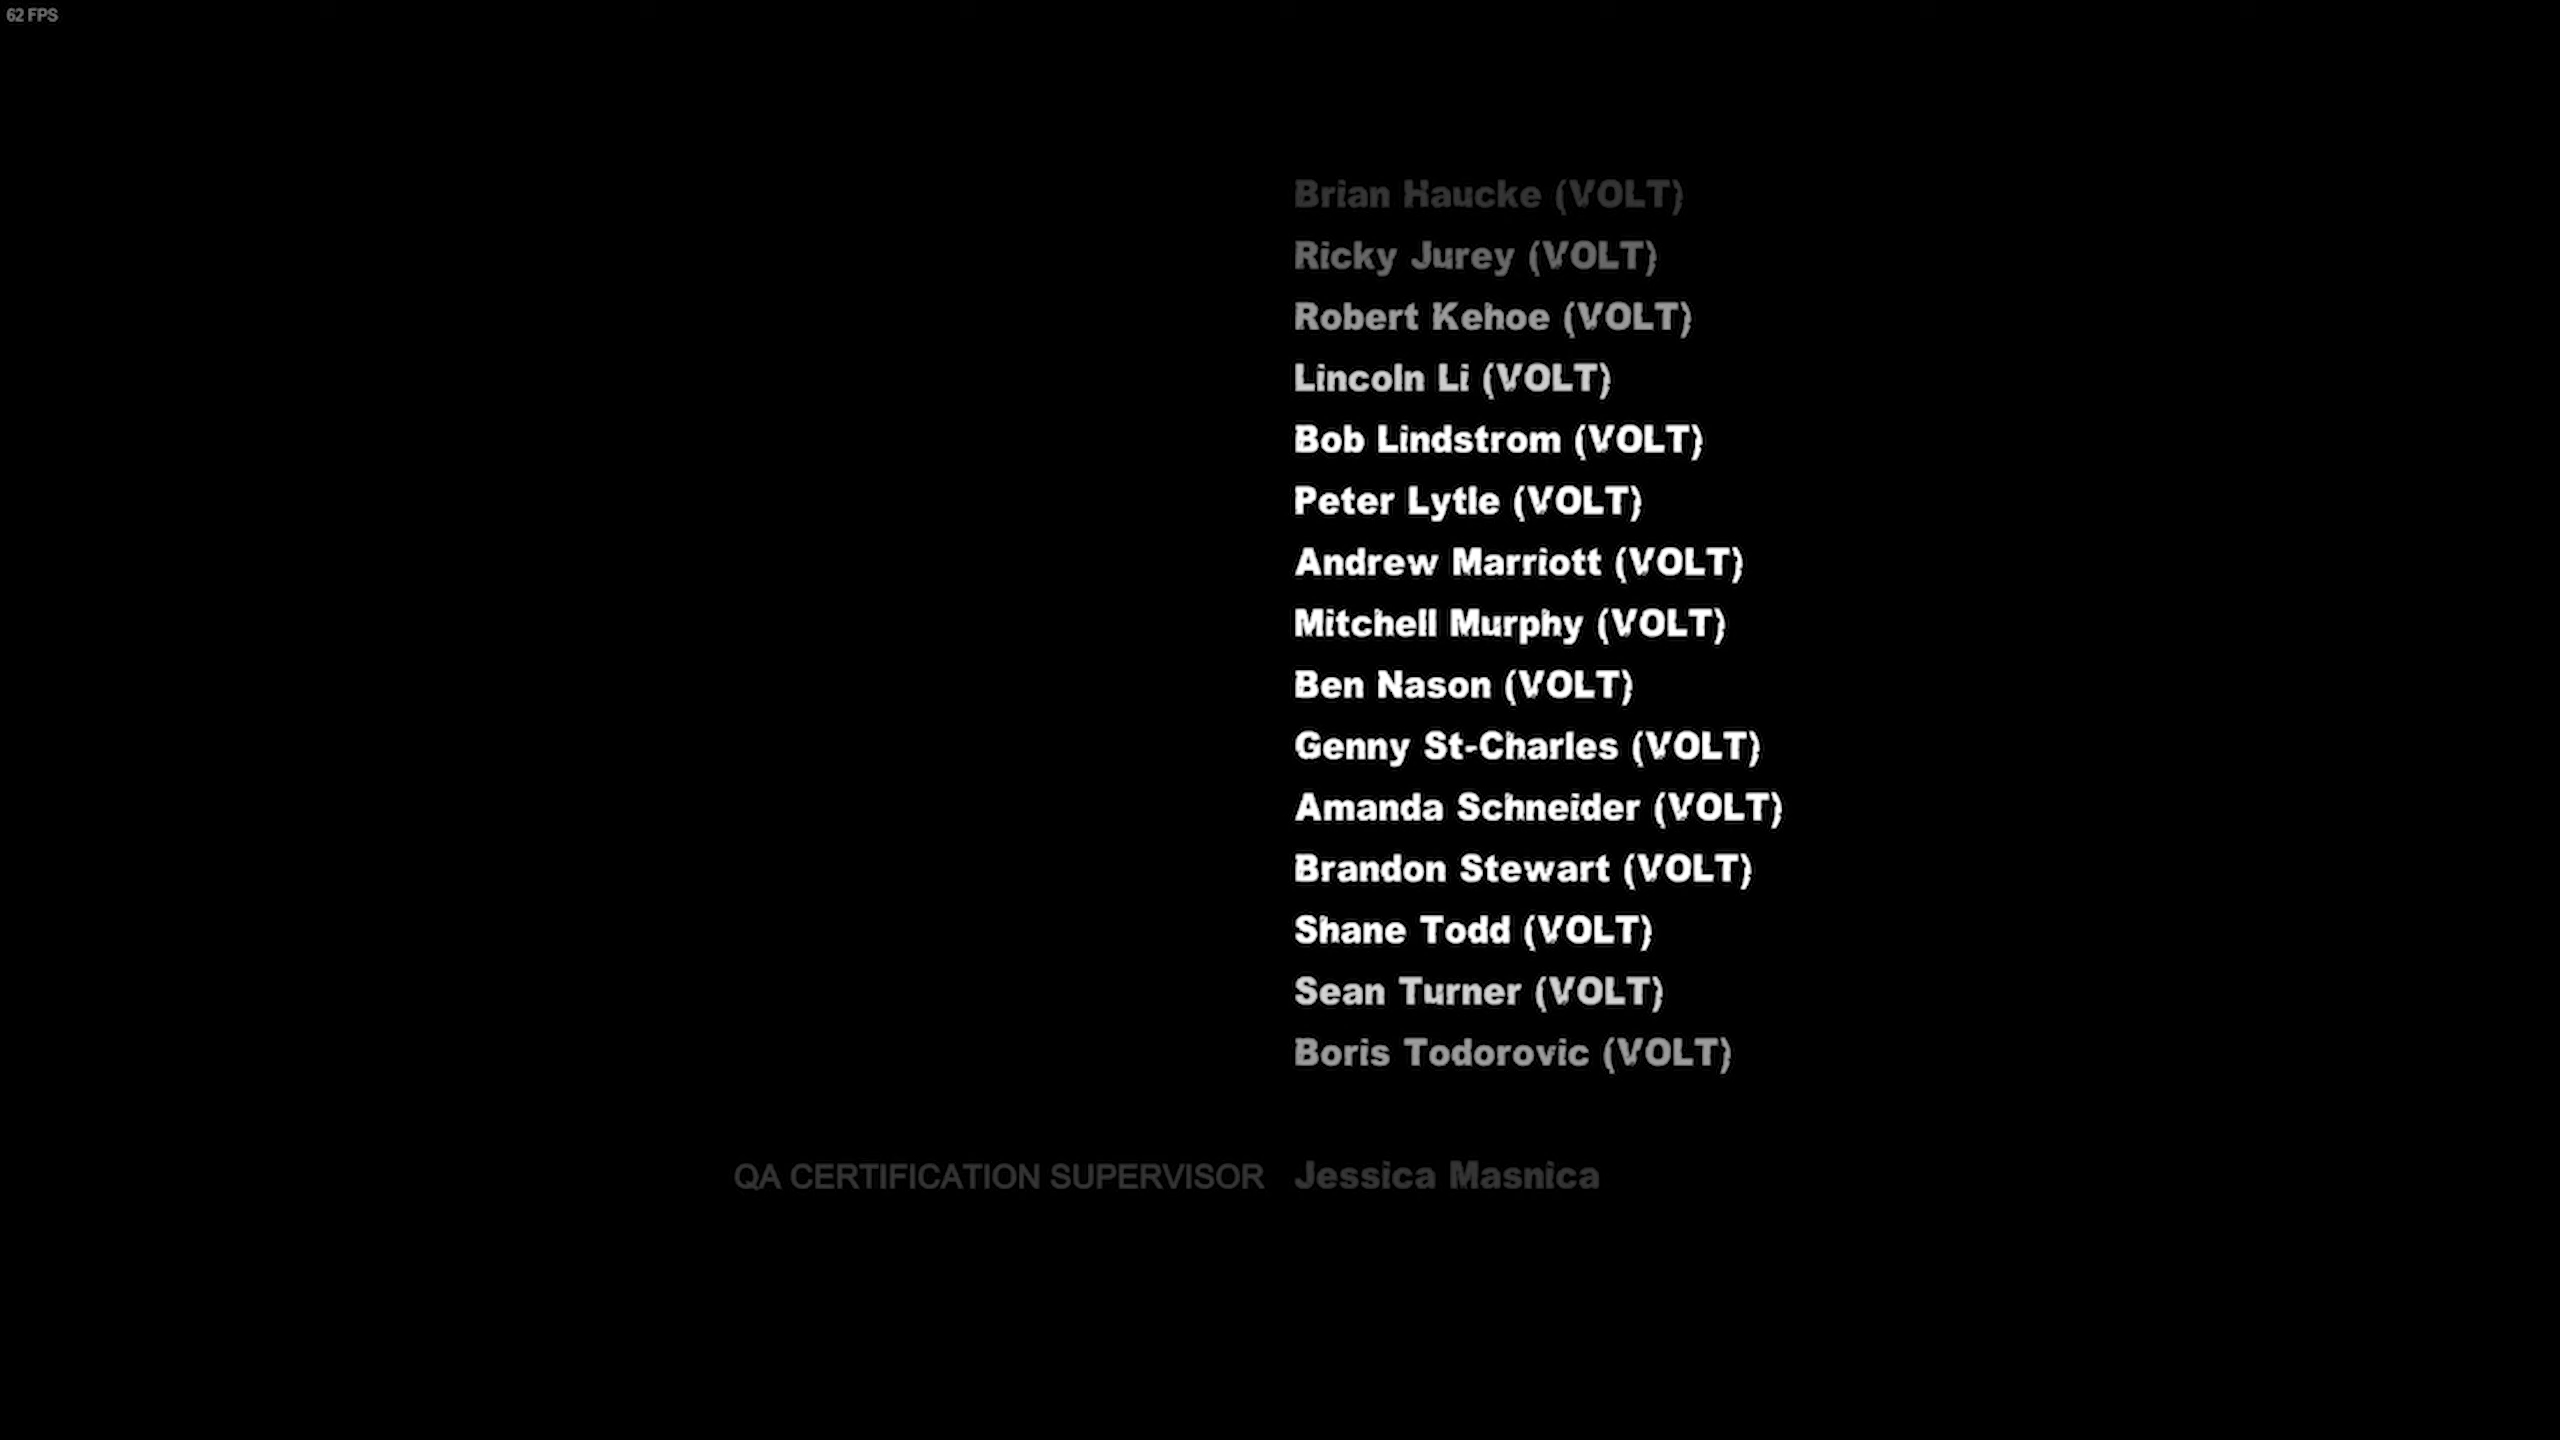 62 FPS
Brian Haucke (VOLT)
Ricky Jurey (VOLT)
Robert Kehoe (VOLT)
Lincoln Li (VOLT)
Bob Lindstrom (VOLT)
Peter Lytle (VOLT)
Andrew Marriott (VOLT)
Mitchell Murphy (VOLT)
Ben Nason (VOLT)
Genny St-Charles (VOLT)
Amanda Schneider (VOLT)
Brandon Stewart (VOLT)
Shane Todd (VOLT)
Sean Turner (VOLT)
Boris Todorovic (VOLT)
QA CERTIFICATION SUPERVISOR Jessica Masnica